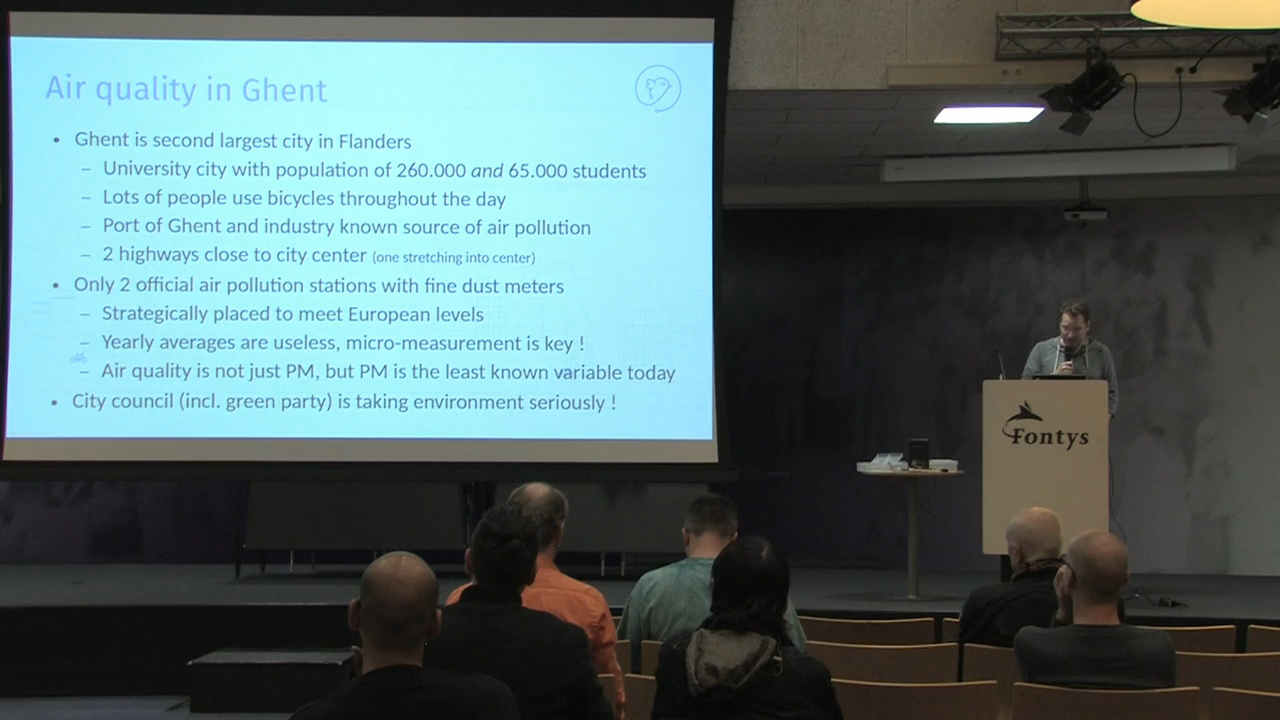 Air quality in Ghent
• Ghent is second largest city in Flanders
– University city with population of 260.000 and 65.000 students
– Lots of people use bicycles throughout the day
– Port of Ghent and industry known source of air pollution
– 2 highways close to city center (one stretching into center)
• Only 2 official air pollution stations with fine dust meters
– Strategically placed to meet European levels
– Yearly averages are useless, micro-measurement is key !
– Air quality is not just PM, but PM is the least known variable today
• City council (incl. green party) is taking environment seriously !
Fontys